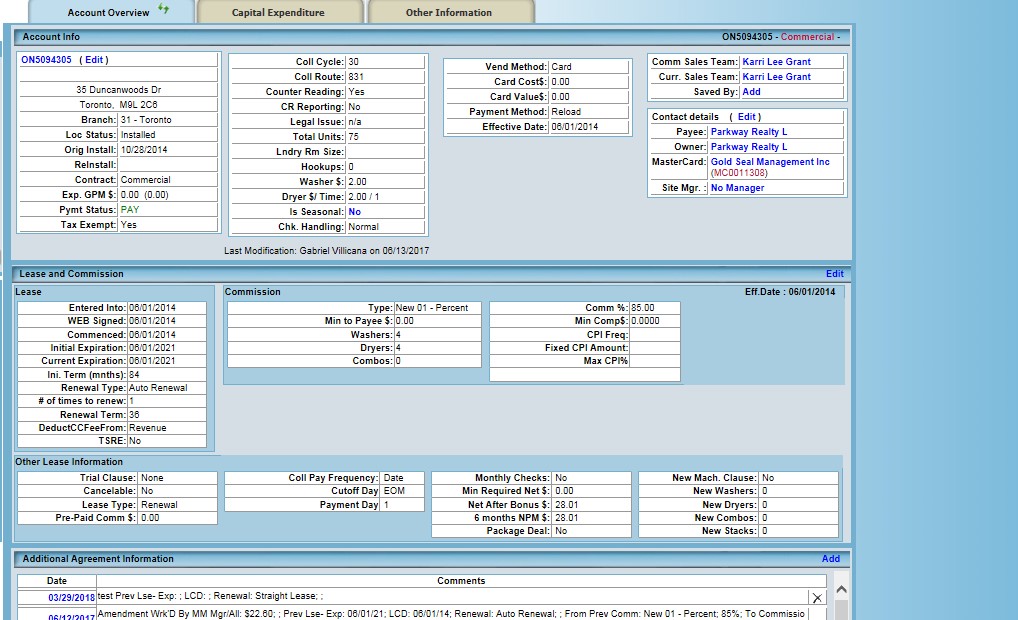 Account Overview
Capital Expenditure
Other Information
Account Info
ON5094305 - Commercial -
ON5094305 ( Edit )
35 Duncanwoods Dr
Toronto, M9L 2C6
Branch: 31 - Toronto
Loc Status: Installed
Orig Install: 10/28/2014
ReInstall:
Contract: Commercial
Exp. GPM $: 0.00 (0.00)
Pymt Status: PAY
Tax Exempt: Yes
Coll Cycle: 30
Coll Route: 831
Counter Reading: Yes
CR Reporting: No
Legal Issue: n/a
Total Units: 75
Lndry Rm Size:
Hookups: 0
Washer $: 2.00
Dryer $/ Time: 2.00 / 1
Is Seasonal: No
Chk. Handling: Normal
Vend Method: Card
Card Cost$: 0.00
Card Value$: 0.00
Payment Method: Reload
Effective Date: 06/01/2014
Comm Sales Team: Karri Lee Grant
Curr. Sales Team: Karri Lee Grant
Saved By: Add
Contact details ( Edit )
Payee: Parkway Realty L
Owner: Parkway Realty L
MasterCard: Gold Seal Management Inc
(MC0011308)
Site Mgr. : No Manager
Last Modification: Gabriel Villicana on 06/13/2017
Lease and Commission
Edit
Lease
Entered Into: 06/01/2014
WEB Signed: 06/01/2014
Commenced: 06/01/2014
Initial Expiration: 06/01/2021
Current Expiration: 06/01/2021
Ini. Term (mnths): 84
Renewal Type: Auto Renewal
# of times to renew: 1
Renewal Term: 36
DeductCCFeeFrom: Revenue
TSRE: No
Commission
Eff.Date : 06/01/2014
Type: New 01 - Percent
Min to Payee $: 0.00
Washers: 4
Dryers: 4
Combos: 0
Comm %: 85.00
Min Comp$: 0.0000
CPI Freq:
Fixed CPI Amount:
Max CPI%
Other Lease Information
Trial Clause: None
Cancelable: No
Lease Type: Renewal
Pre-Paid Comm $: 0.00
Coll Pay Frequency: Date
Cutoff Day EOM
Payment Day 1
Monthly Checks: No
Min Required Net $: 0.00
Net After Bonus $: 28.01
6 months NPM $: 28.01
Package Deal: No
New Mach. Clause: No
New Washers: 0
New Dryers: 0
New Combos: 0
New Stacks: 0
Additional Agreement Information
Add
Date Comments
03/29/2018 test Prev Lse- Exp: ; LCD: ; Renewal: Straight Lease; ;
06/12/2017 Amendment Wrk'D By MM Mgr/All: $22.60; ; Prev Lse- Exp: 06/01/21; LCD: 06/01/14; Renewal: Auto Renewal; ; From Prev Comm: New 01 - Percent; 85%; To Commissio